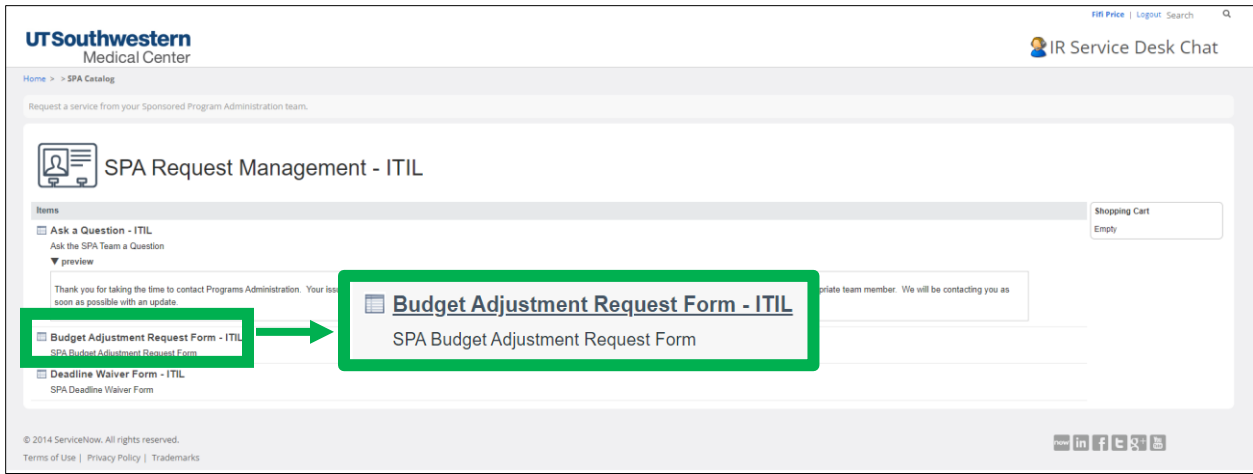 Fifi Price | Logout Search
UTSouthwestern
Medical Center
IR Service Desk Chat
Home > > SPA Catalog
Request a service from your Sponsored Program Administration team.
SPA Request Management - ITIL
Items
Shopping Cart
Empty
Ask a Question - ITIL
Ask the SPA Team a Question
▼ preview
Thank you for taking the time to contact Programs Administration. Your priate team member. We will be contacting you as
soon as possible with an update.
Budget Adjustment Request Form - ITIL
SPA Budget Adjustment Request Form
Budget Adjustment Request Form - ITIL
SPA Budget Adjustment Request Form
Deadline Waiver Form - ITIL
SPA Deadline Waiver Form
© 2014 ServiceNow. All rights reserved.
now in f t g+ You
Terms of Use | Privacy Policy | Trademarks